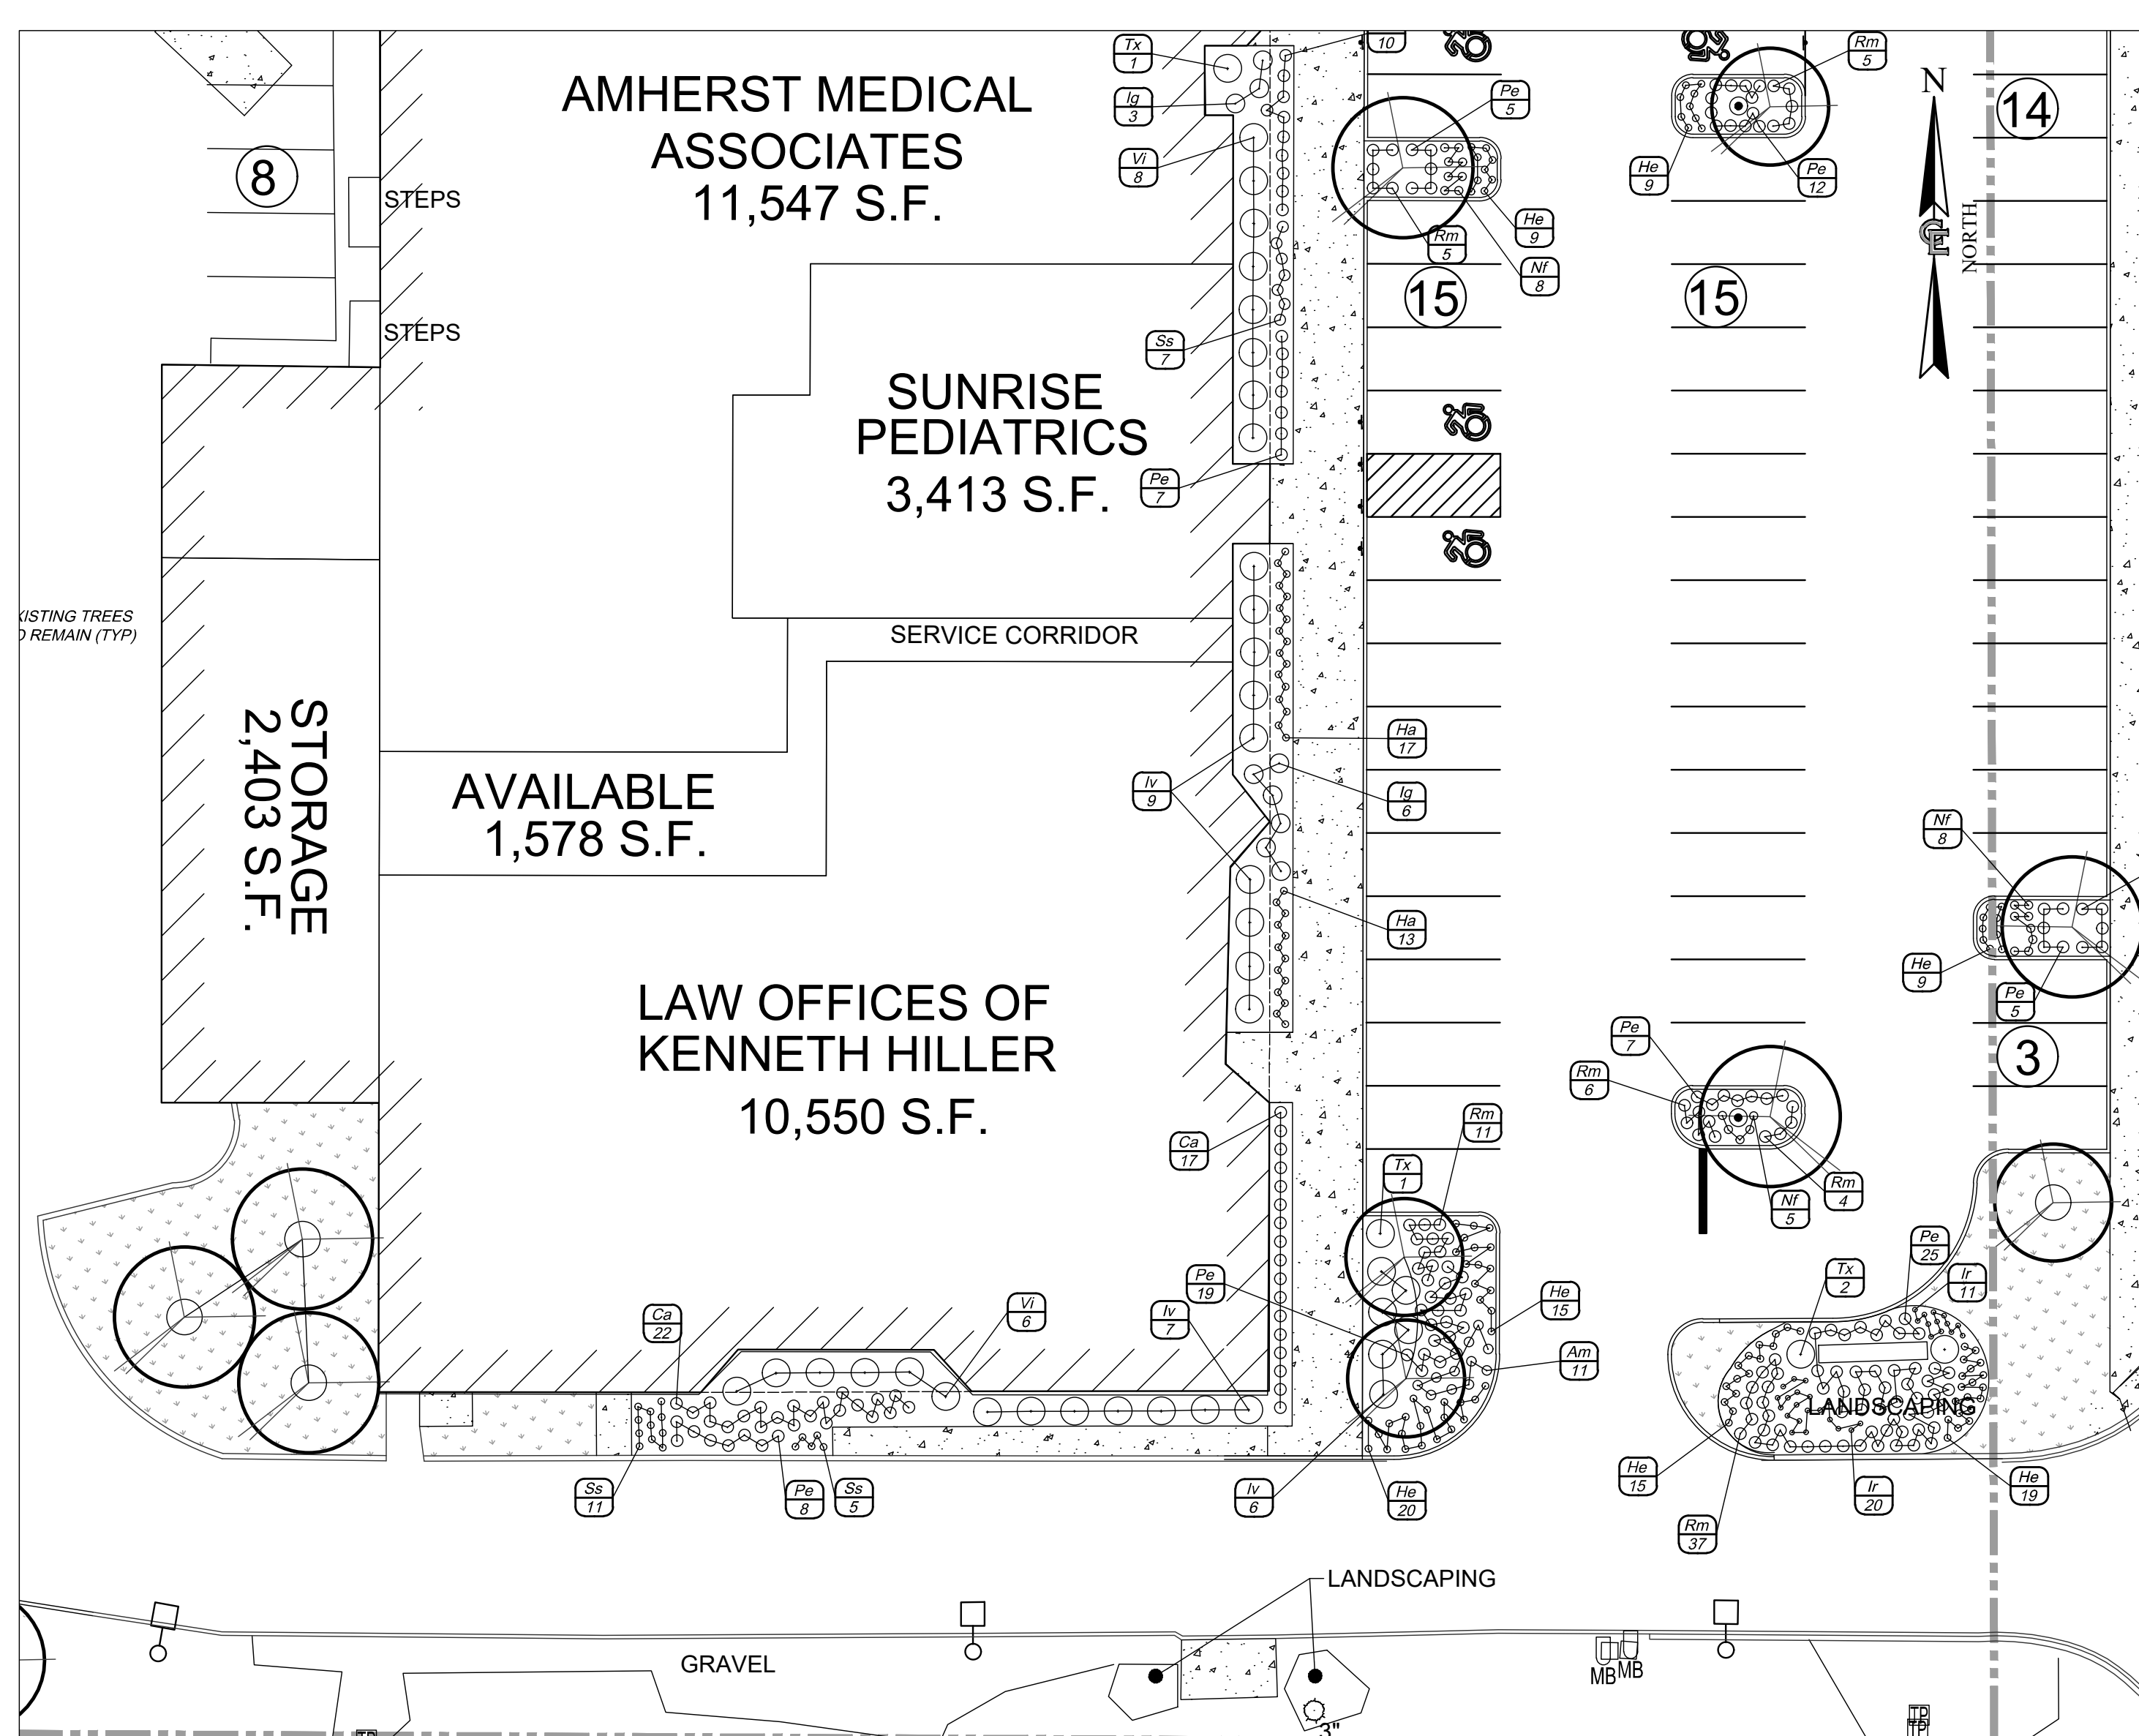 Tx
1
10
Rm
5
AMHERST MEDICAL
ASSOCIATES
11,547 S.F.
Ig
3
Pe
5
N
14
8
Vi
8
He
9
Pe
12
STEPS
He
9
Rm
5
NORTH
Nf
8
15
15
STEPS
Ss
7
SUNRISE
PEDIATRICS
3,413 S.F.
Pe
7
XISTING TREES
O REMAIN (TYP)
SERVICE CORRIDOR
STORAGE
2,403 S.F.
Ha
17
AVAILABLE
1,578 S.F.
Iv
9
Ig
6
Nf
8
Ha
13
He
9
Pe
5
LAW OFFICES OF
KENNETH HILLER
10,550 S.F.
Pe
7
3
Rm
6
Rm
11
Ca
17
Tx
1
Rm
4
Nf
5
Pe
25
Pe
19
Tx
2
Ir
11
He
15
Ca
22
Vi
6
Iv
7
Am
11
LANDSCAPING
Ss
11
Pe
8
Ss
5
Iv
6
He
20
He
15
Ir
20
He
19
Rm
37
LANDSCAPING
GRAVEL
MB
MB
3"
TP
TP
TP